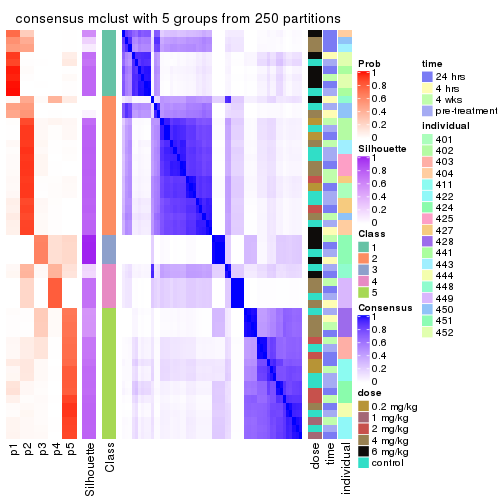 consensus mclust with 5 groups from 250 partitions
Prob
1
0.8
0.6
0.4
0.2
0
Silhouette
1
0.8
0.6
0.4
0.2
0
Class
1
2
3
4
5
Consensus
1
0.8
0.6
0.4
0.2
0
dose
0.2 mg/kg
1 mg/kg
2 mg/kg
4 mg/kg
6 mg/kg
control
time
24 hrs
4 hrs
4 wks
pre-treatment
individual
401
402
403
404
411
422
424
425
427
428
441
443
444
448
449
450
451
452
p1
p2
p3
p4
p5
Silhouette
Class
dose
time
individual